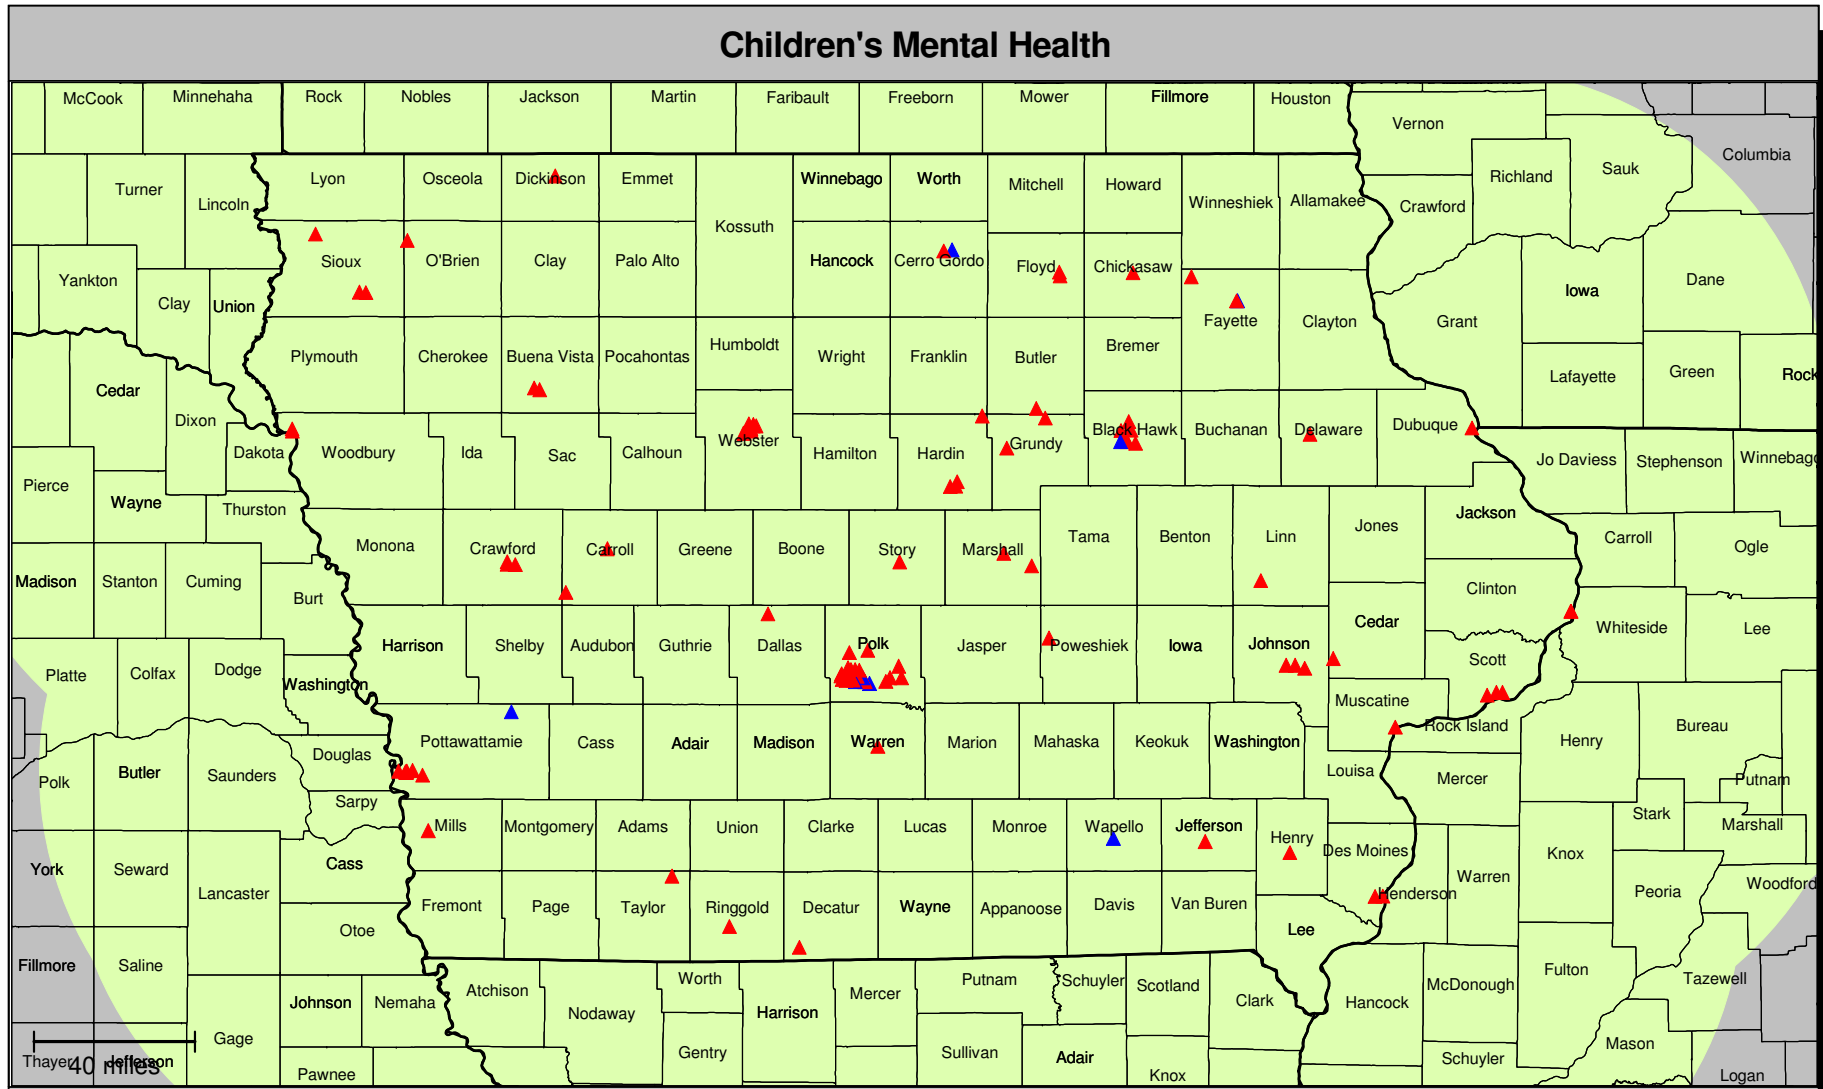 Children's Mental Health
McCook Minnehaha Rock Nobles Jackson Martin Faribault Freeborn Mower Fillmore Houston
Vernon
Columbia
Turner Lincoln Lyon Osceola Dickinson Emmet Winnebago Worth Mitchell Howard Winneshiek Allamakee Crawford Richland Sauk
Kossuth
Yankton Clay Union Sioux O'Brien Clay Palo Alto Hancock Cerro Gordo Floyd Chickasaw Fayette Clayton Grant Iowa Dane
Cedar Dixon Plymouth Cherokee Buena Vista Pocahontas Humboldt Wright Franklin Butler Bremer Lafayette Green Rock
Pierce Wayne Dakota Thurston Woodbury Ida Sac Calhoun Webster Hamilton Hardin Grundy Black Hawk Buchanan Delaware Dubuque Jo Daviess Stephenson Winnebago
Madison Stanton Cuming Burt Monona Crawford Carroll Greene Boone Story Marshall Tama Benton Linn Jones Jackson Carroll Ogle
Clinton
Platte Colfax Dodge Washington Harrison Shelby Audubon Guthrie Dallas Polk Jasper Poweshiek Iowa Johnson Cedar Scott Whiteside Lee
Muscatine Rock Island
Polk Butler Saunders Douglas Sarpy Pottawattamie Cass Adair Madison Warren Marion Mahaska Keokuk Washington Louisa Mercer Henry Bureau Putnam
Stark Marshall
York Seward Lancaster Cass Mills Montgomery Adams Union Clarke Lucas Monroe Wapello Jefferson Henry Des Moines Henderson Warren Knox Peoria Woodford
Otoe Fremont Page Taylor Ringgold Decatur Wayne Appanoose Davis Van Buren Lee
Fillmore Saline Johnson Nemaha Atchison Nodaway Worth Harrison Mercer Putnam Schuyler Scotland Clark Hancock McDonough Fulton Tazewell
Thayer Jefferson Gage Pawnee Gentry Sullivan Adair Knox Schuyler Mason Logan
40 miles